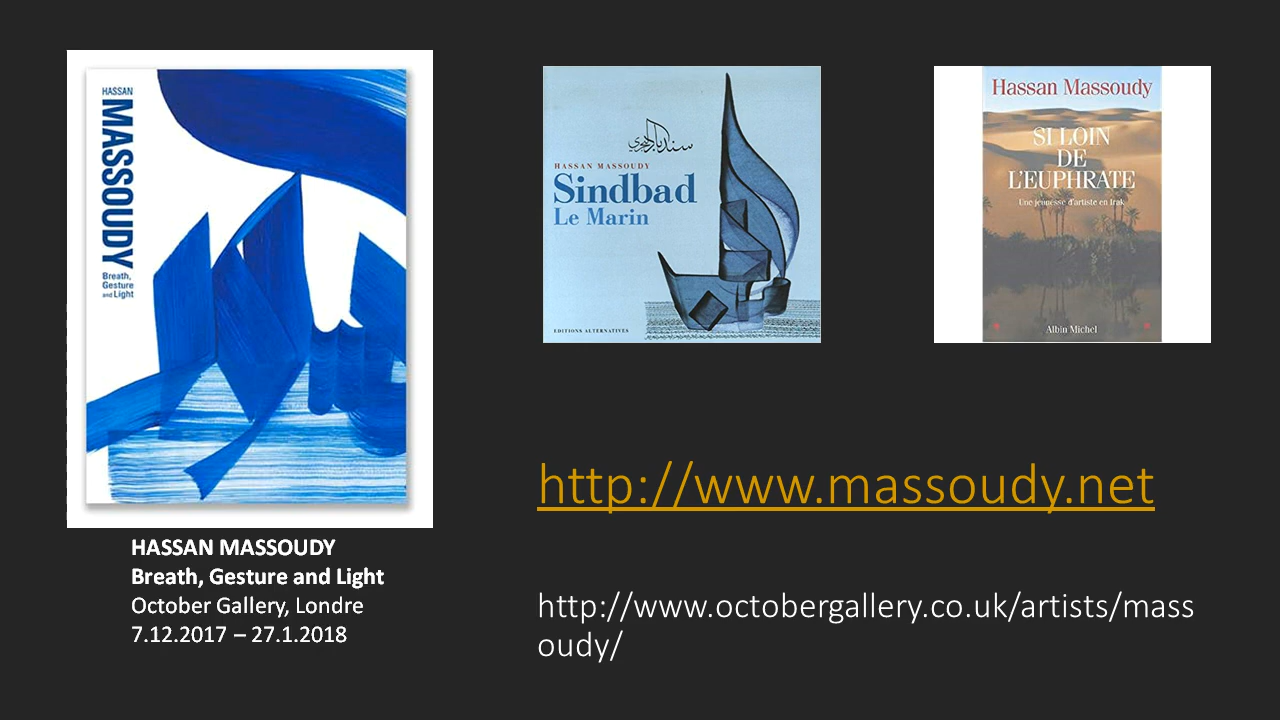 HASSAN
MASSOUDY
Breath,
Gesture
and Light
HASSAN MASSOUDY
Breath, Gesture and Light
October Gallery, Londre
7.12.2017 – 27.1.2018
سندباد البحري
HASSAN MASSOUDY
Sindbad
Le Marin
EDITIONS ALTERNATIVES
Hassan Massoudy
SI LOIN
DE
L'EUPHRATE
Une jeunesse d'artiste en Irak
Albin Michel
http://www.massoudy.net
http://www.octobergallery.co.uk/artists/mass
oudy/